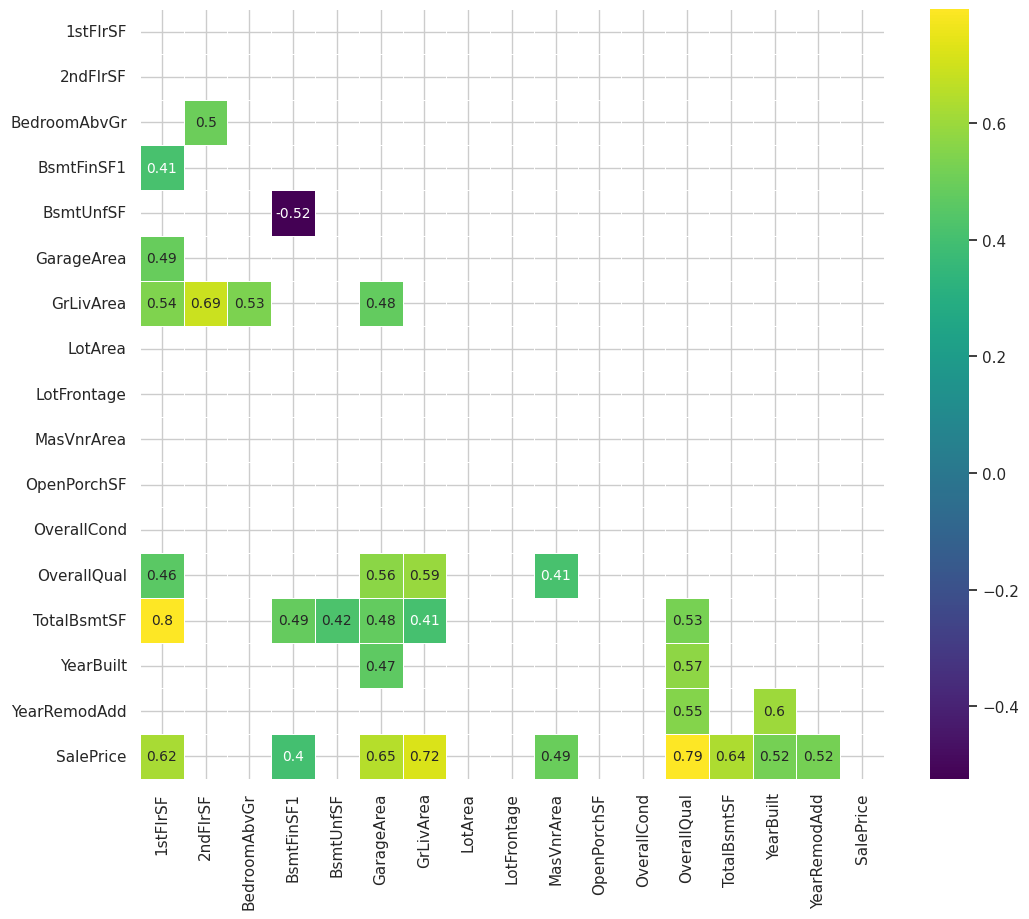 1stFlrSF
2ndFlrSF
BedroomAbvGr 0.5
BsmtFinSF1 0.41
BsmtUnfSF -0.52
GarageArea 0.49
GrLivArea 0.54 0.69 0.53 0.48
LotArea
LotFrontage
MasVnrArea
OpenPorchSF
OverallCond
OverallQual 0.46 0.56 0.59 0.41
TotalBsmtSF 0.8 0.49 0.42 0.48 0.41 0.53
YearBuilt 0.47 0.57
YearRemodAdd 0.55 0.6
SalePrice 0.62 0.4 0.65 0.72 0.49 0.79 0.64 0.52 0.52
1stFlrSF
2ndFlrSF
BedroomAbvGr
BsmtFinSF1
BsmtUnfSF
GarageArea
GrLivArea
LotArea
LotFrontage
MasVnrArea
OpenPorchSF
OverallCond
OverallQual
TotalBsmtSF
YearBuilt
YearRemodAdd
SalePrice
0.6
0.4
0.2
0.0
−0.2
−0.4